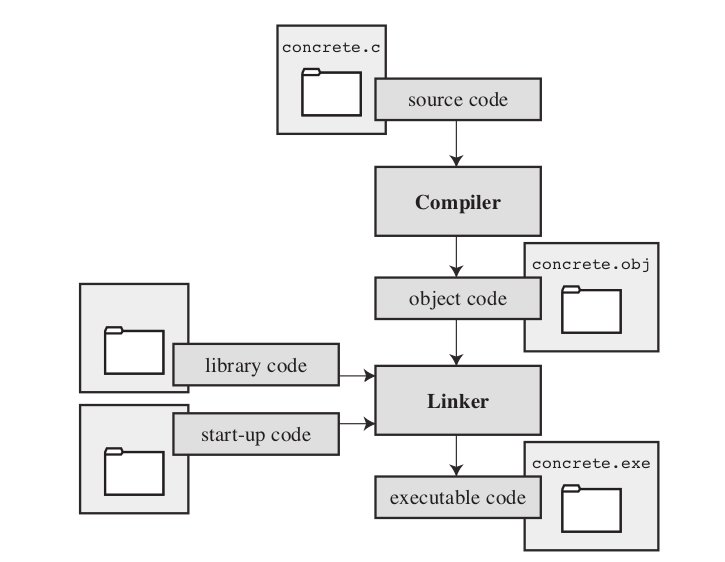 concrete.c
source code
Compiler
concrete.obj
object code
library code
Linker
start-up code
concrete.exe
executable code